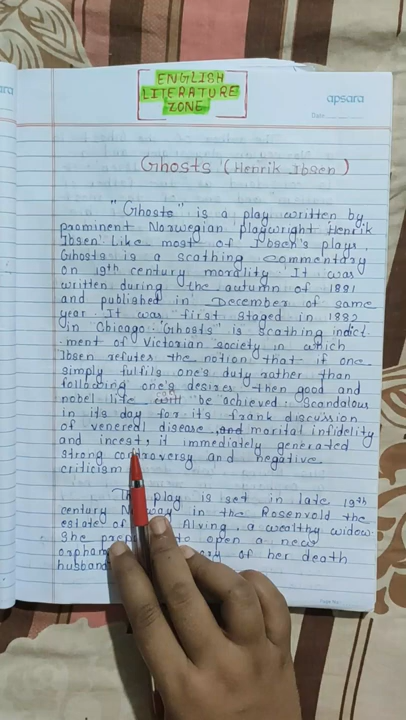 ENGLISH
LITERATURE
ZONE
apsara
Date
Ghosts (Henrik Ibsen)
"Ghosts" is a play written by
prominent Norwegian playwright Henrik
Ibsen. Like most of Ibsen's plays,
Ghosts is a scathing commentary
on 19th century morality. It was
written during the autumn of 1881
and published in December of same
year. It was first staged in 1882
in Chicago. "Ghosts" is scathing indict-
ment of Victorian society in which
Ibsen refutes the notion that if one
simply fulfils one's duty rather than
following one's desires then good and
nobel life can be achieved. Scandalous
in its day for its frank discussion
of venereal disease, and marital infidelity
and incest, it immediately generated
strong controversy and negative
criticism
The play is set in late 19th
century in the Rosenvold the
estate of Alving, a wealthy widow.
She to open a new
of her death